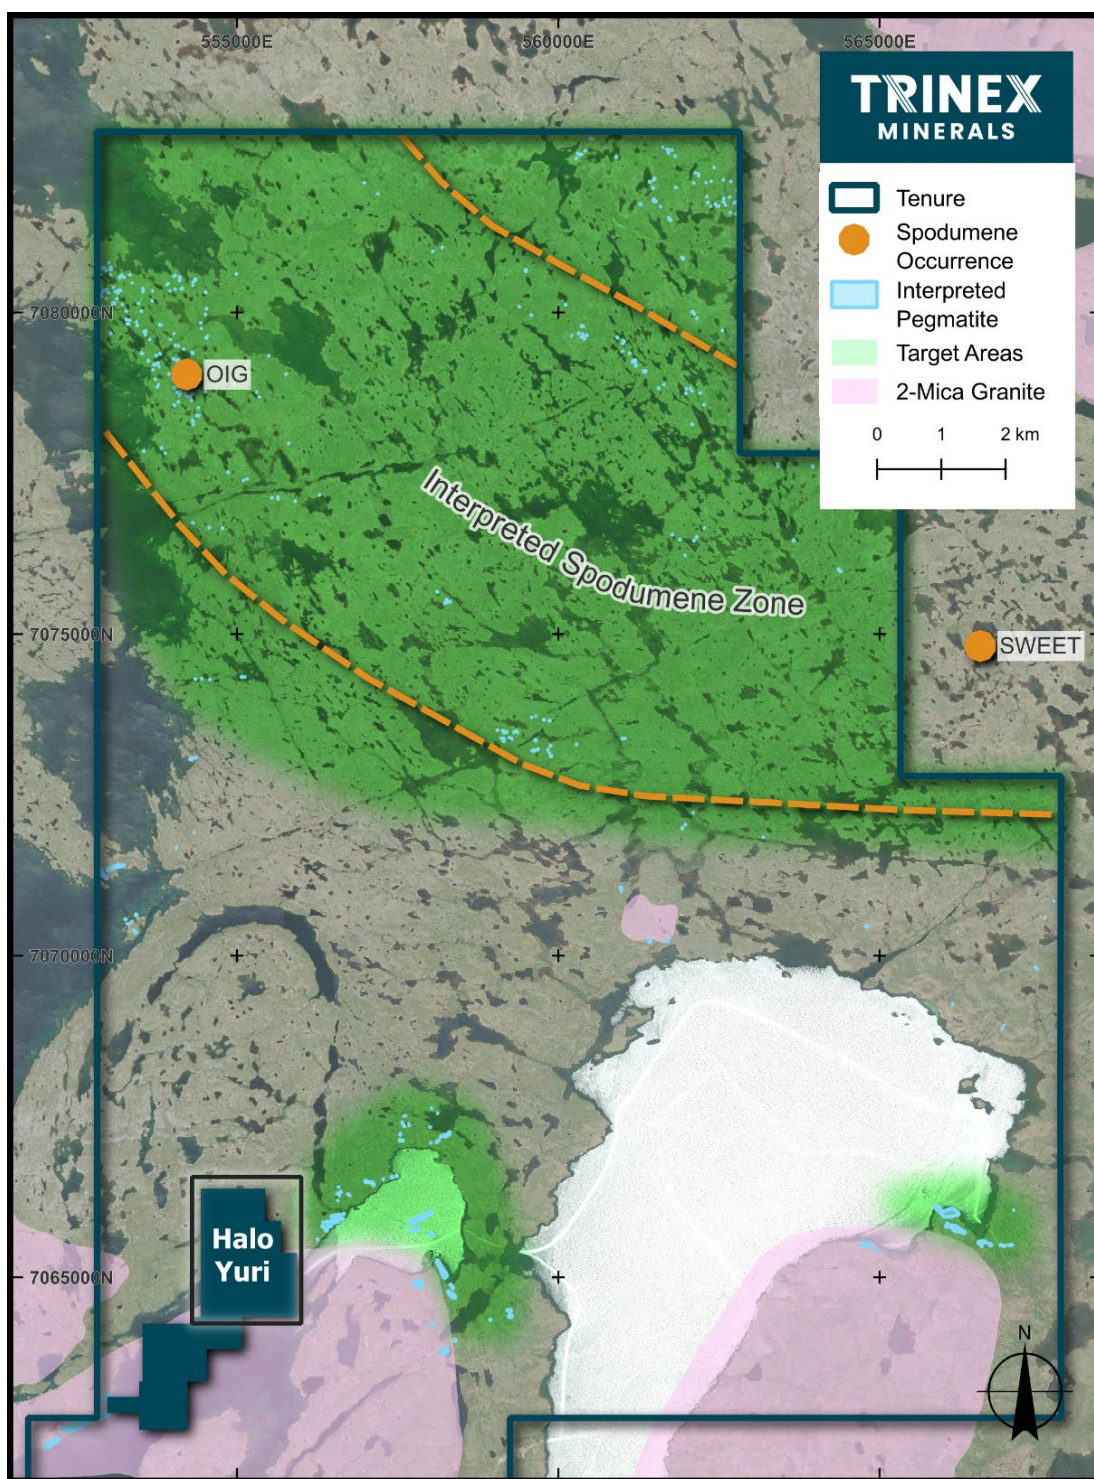 555000E
560000E
565000E
TRINEX
MINERALS
Tenure
Spodumene
Occurrence
Interpreted
Pegmatite
Target Areas
2-Mica Granite
0 1 2 km
7080000N
OIG
Interpreted Spodumene Zone
7075000N
SWEET
7070000N
Halo
Yuri
7065000N
N